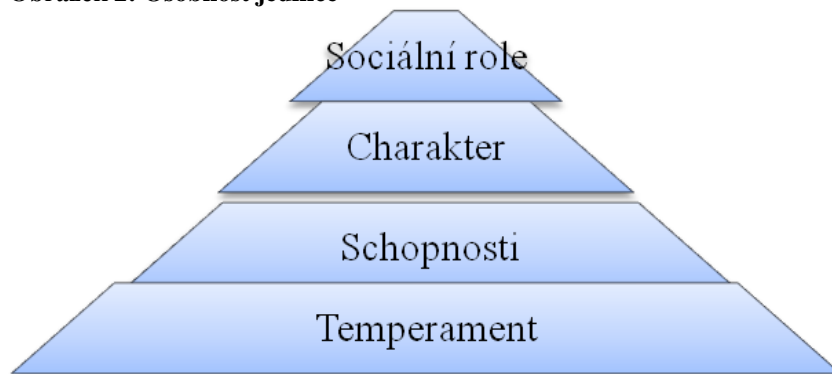 Sociální role
Charakter
Schopnosti
Temperament